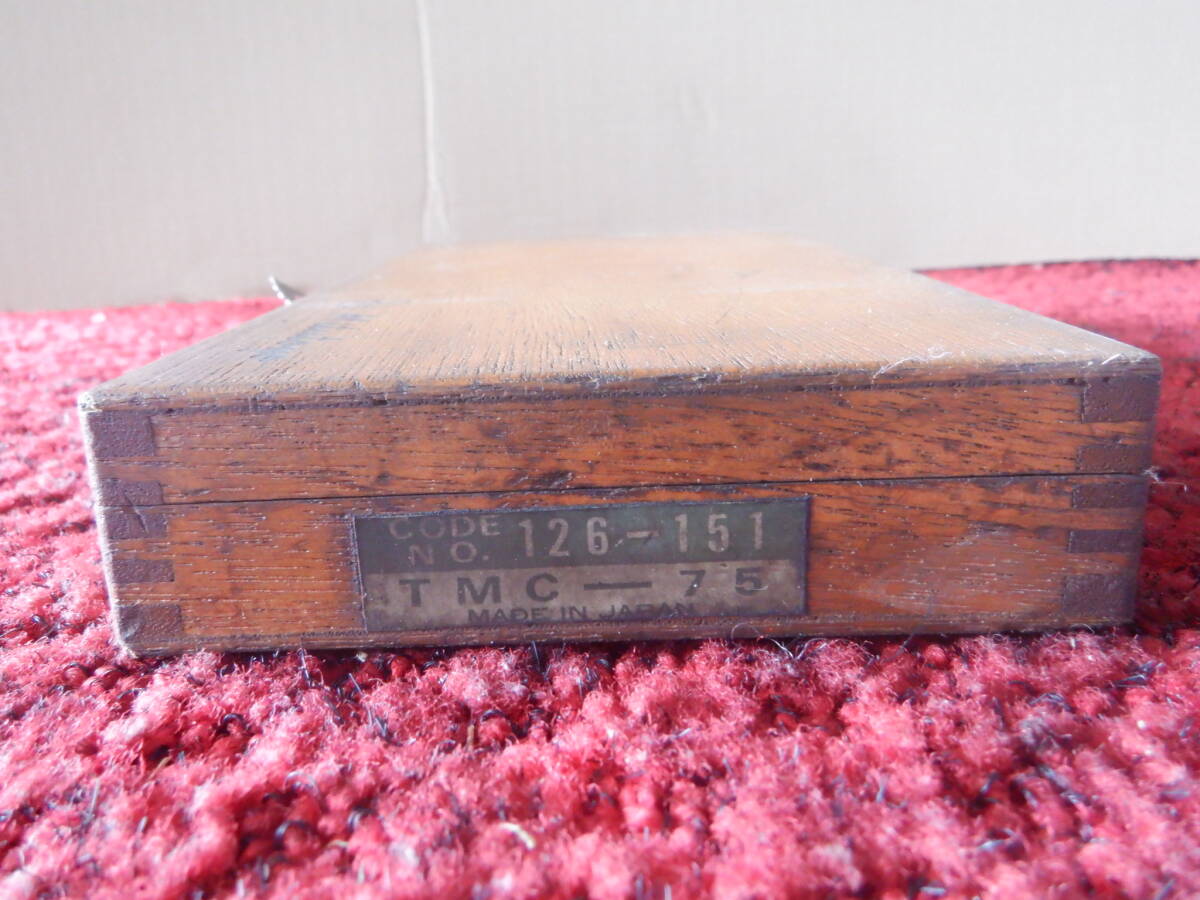 CODE NO. 126-151
TMC-75
MADE IN JAPAN